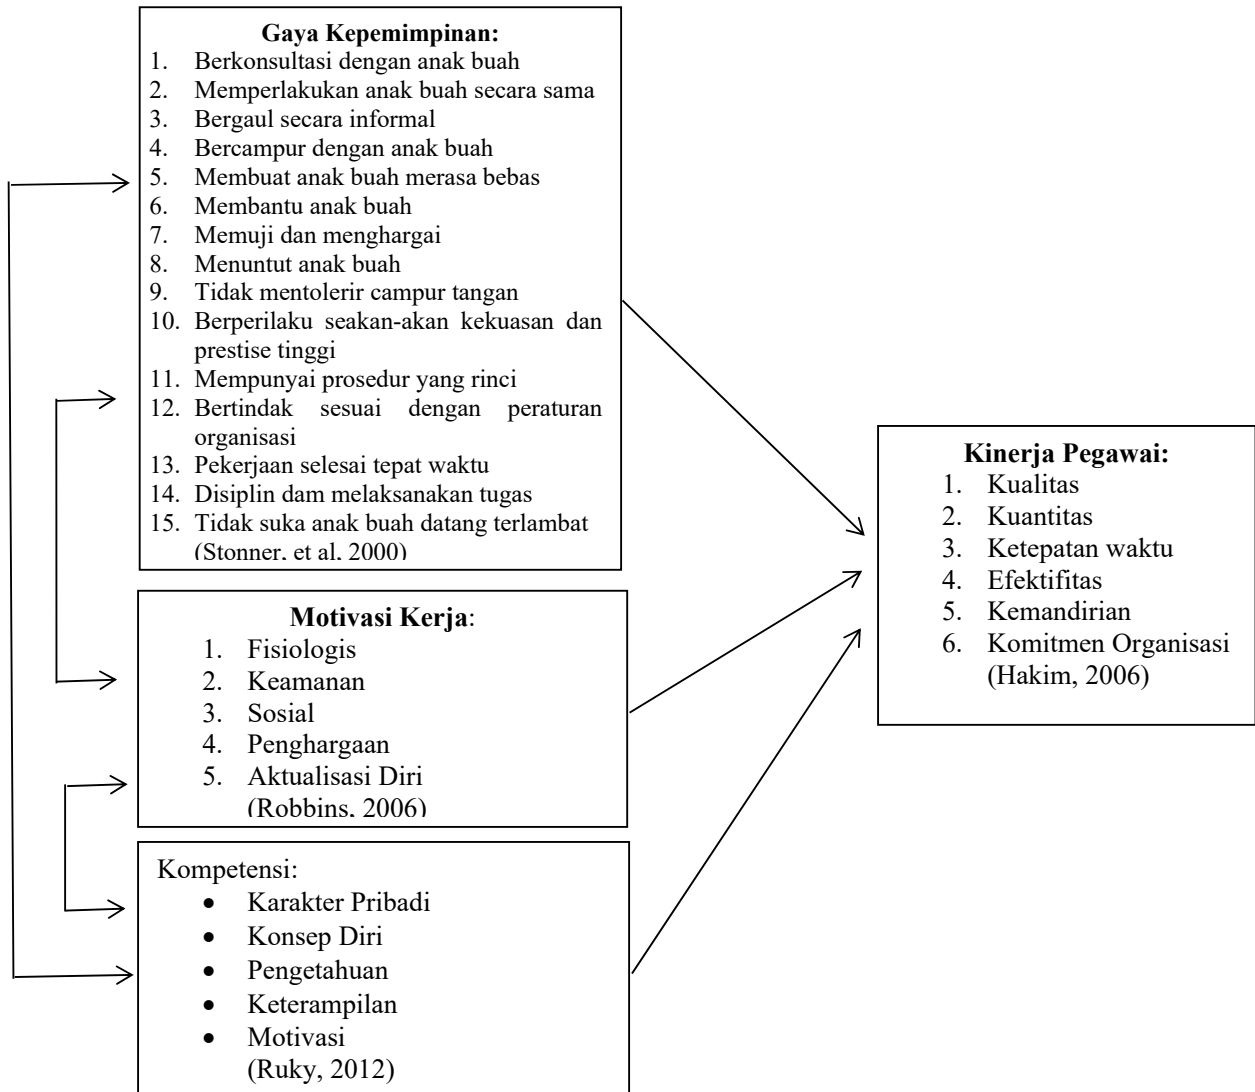 Gaya Kepemimpinan:
1. Berkonsultasi dengan anak buah
2. Memperlakukan anak buah secara sama
3. Bergaul secara informal
4. Bercampur dengan anak buah
5. Membuat anak buah merasa bebas
6. Membantu anak buah
7. Memuji dan menghargai
8. Menuntut anak buah
9. Tidak mentolerir campur tangan
10. Berperilaku seakan-akan kekuasan dan
prestise tinggi
11. Mempunyai prosedur yang rinci
12. Bertindak sesuai dengan peraturan
organisasi
13. Pekerjaan selesai tepat waktu
14. Disiplin dam melaksanakan tugas
15. Tidak suka anak buah datang terlambat
(Stonner, et al, 2000)
Motivasi Kerja:
1. Fisiologis
2. Keamanan
3. Sosial
4. Penghargaan
5. Aktualisasi Diri
(Robbins, 2006)
Kompetensi:
• Karakter Pribadi
• Konsep Diri
• Pengetahuan
• Keterampilan
• Motivasi
(Ruky, 2012)
Kinerja Pegawai:
1. Kualitas
2. Kuantitas
3. Ketepatan waktu
4. Efektifitas
5. Kemandirian
6. Komitmen Organisasi
(Hakim, 2006)